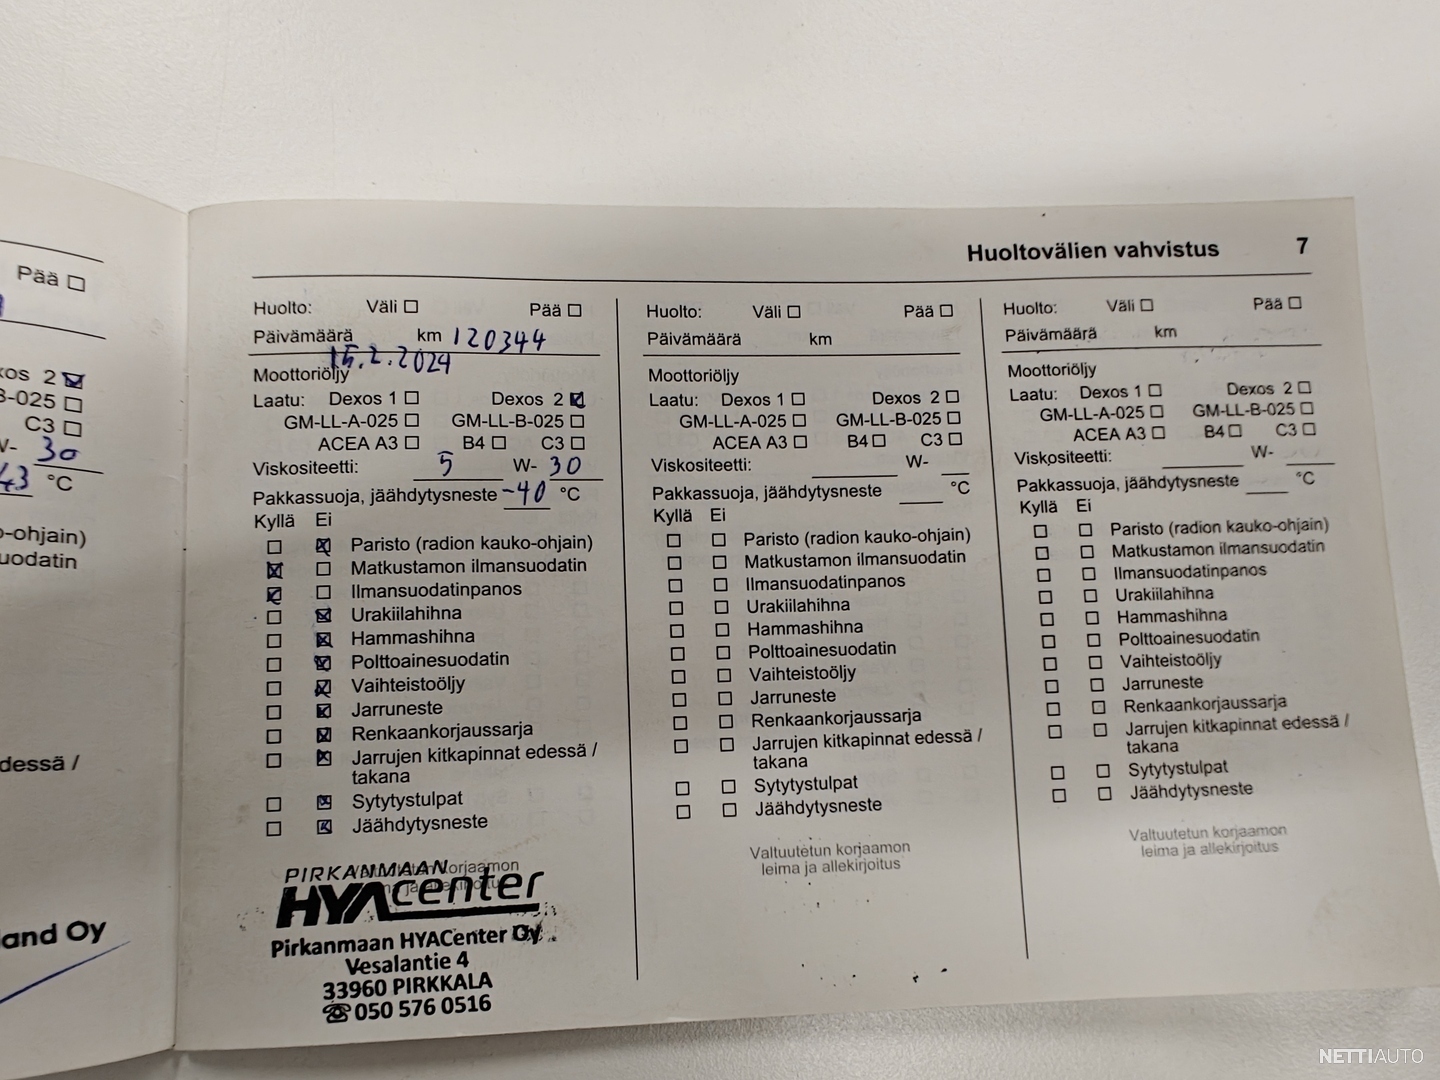 Pää ☐
xos 2 ☒
B-025 ☐
C3 ☐
W- 30
43 °C
o-ohjain)
uodatin
dessä /
and Oy
Huoltovälien vahvistus 7
Huolto: Väli ☐ Pää ☐
Päivämäärä km 120344
15.2.2024
Moottoriöljy
Laatu: Dexos 1 ☐ Dexos 2 ☒
GM-LL-A-025 ☐ GM-LL-B-025 ☐
ACEA A3 ☐ B4 ☐ C3 ☐
Viskositeetti: 5 W- 30
Pakkassuoja, jäähdytysneste -40 °C
Kyllä Ei
☐ ☒ Paristo (radion kauko-ohjain)
☒ ☐ Matkustamon ilmansuodatin
☒ ☐ Ilmansuodatinpanos
☐ ☒ Urakiilahihna
☐ ☒ Hammashihna
☐ ☒ Polttoainesuodatin
☐ ☒ Vaihteistoöljy
☐ ☒ Jarruneste
☐ ☒ Renkaankorjaussarja
☐ ☒ Jarrujen kitkapinnat edessä /
takana
☐ ☒ Sytytystulpat
☐ ☒ Jäähdytysneste
PIRKANMAAN
HYAcenter
Pirkanmaan HYACenter Oy
Vesalantie 4
33960 PIRKKALA
☎ 050 576 0516
Huolto: Väli ☐ Pää ☐
Päivämäärä km
Moottoriöljy
Laatu: Dexos 1 ☐ Dexos 2 ☐
GM-LL-A-025 ☐ GM-LL-B-025 ☐
ACEA A3 ☐ B4 ☐ C3 ☐
Viskositeetti: W-
Pakkassuoja, jäähdytysneste °C
Kyllä Ei
☐ ☐ Paristo (radion kauko-ohjain)
☐ ☐ Matkustamon ilmansuodatin
☐ ☐ Ilmansuodatinpanos
☐ ☐ Urakiilahihna
☐ ☐ Hammashihna
☐ ☐ Polttoainesuodatin
☐ ☐ Vaihteistoöljy
☐ ☐ Jarruneste
☐ ☐ Renkaankorjaussarja
☐ ☐ Jarrujen kitkapinnat edessä /
takana
☐ ☐ Sytytystulpat
☐ ☐ Jäähdytysneste
Valtuutetun korjaamon
leima ja allekirjoitus
Huolto: Väli ☐ Pää ☐
Päivämäärä km
Moottoriöljy
Laatu: Dexos 1 ☐ Dexos 2 ☐
GM-LL-A-025 ☐ GM-LL-B-025 ☐
ACEA A3 ☐ B4 ☐ C3 ☐
Viskositeetti: W-
Pakkassuoja, jäähdytysneste °C
Kyllä Ei
☐ ☐ Paristo (radion kauko-ohjain)
☐ ☐ Matkustamon ilmansuodatin
☐ ☐ Ilmansuodatinpanos
☐ ☐ Urakiilahihna
☐ ☐ Hammashihna
☐ ☐ Polttoainesuodatin
☐ ☐ Vaihteistoöljy
☐ ☐ Jarruneste
☐ ☐ Renkaankorjaussarja
☐ ☐ Jarrujen kitkapinnat edessä /
takana
☐ ☐ Sytytystulpat
☐ ☐ Jäähdytysneste
Valtuutetun korjaamon
leima ja allekirjoitus
NETTIAUTO